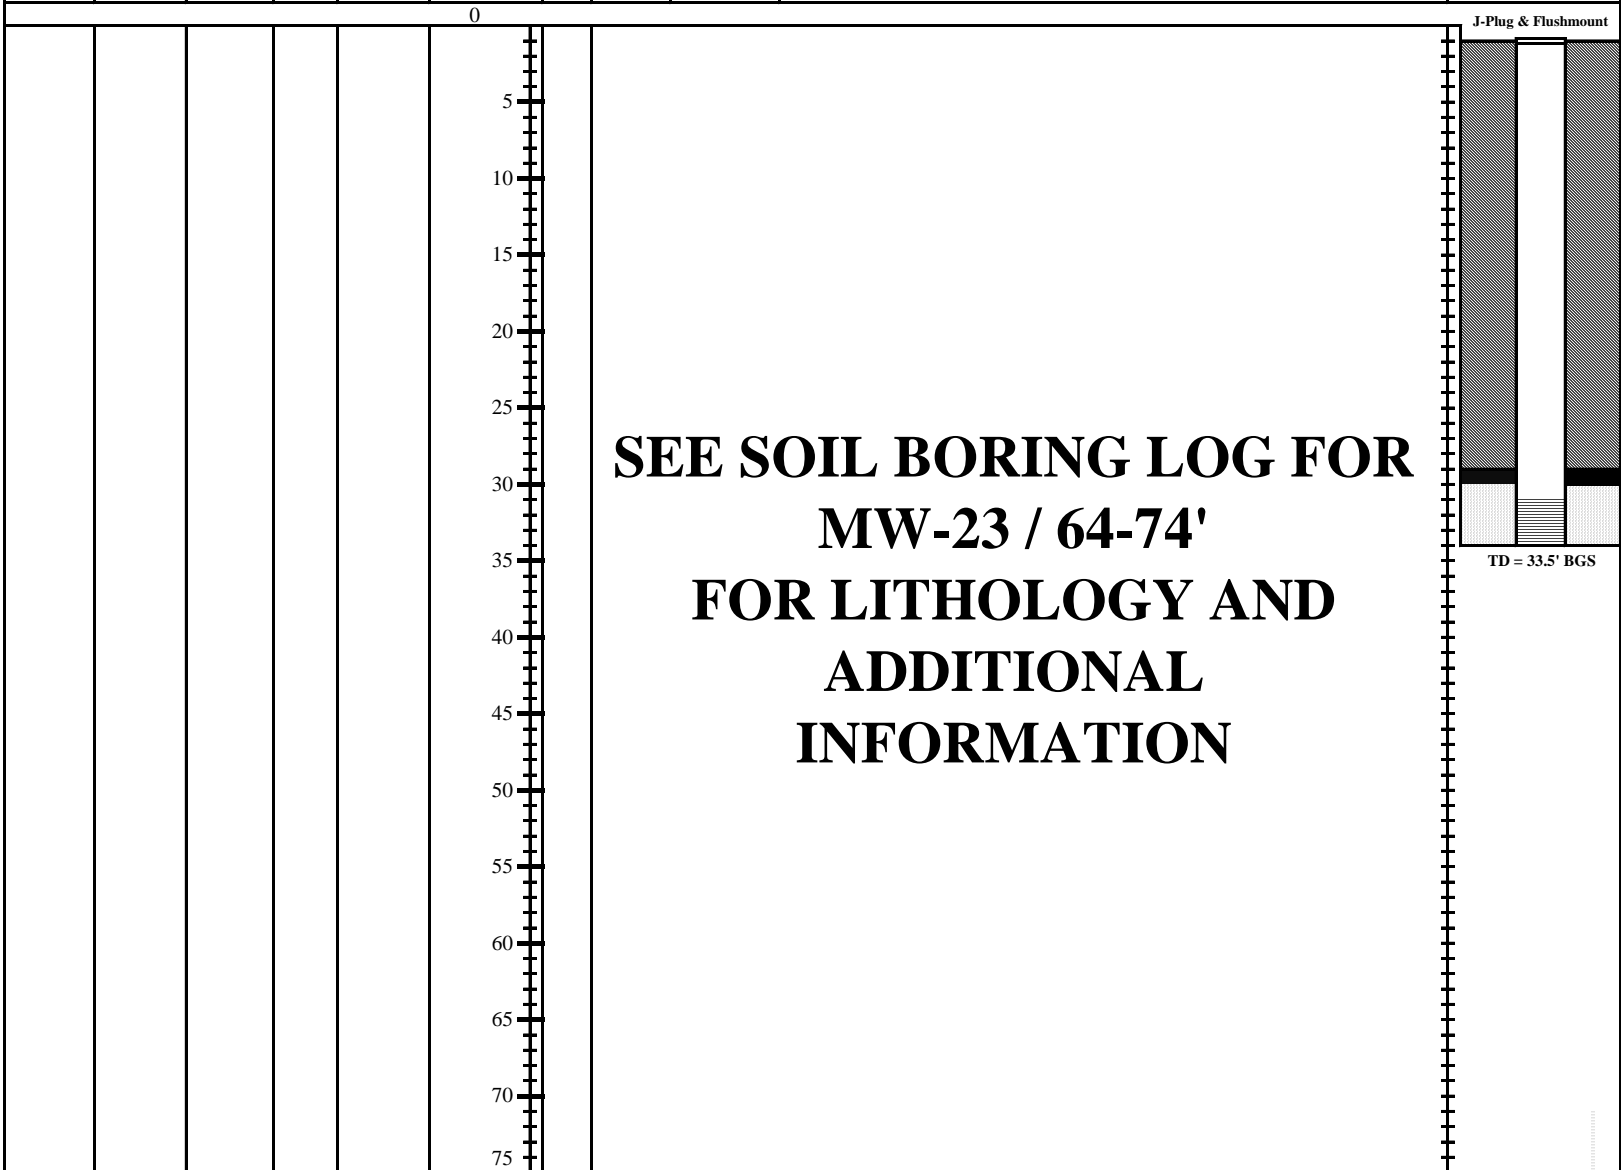 0
J-Plug & Flushmount
5
10
15
20
25
30
35
40
45
50
55
60
65
70
75
SEE SOIL BORING LOG FOR
MW-23 / 64-74'
FOR LITHOLOGY AND
ADDITIONAL
INFORMATION
TD = 33.5' BGS